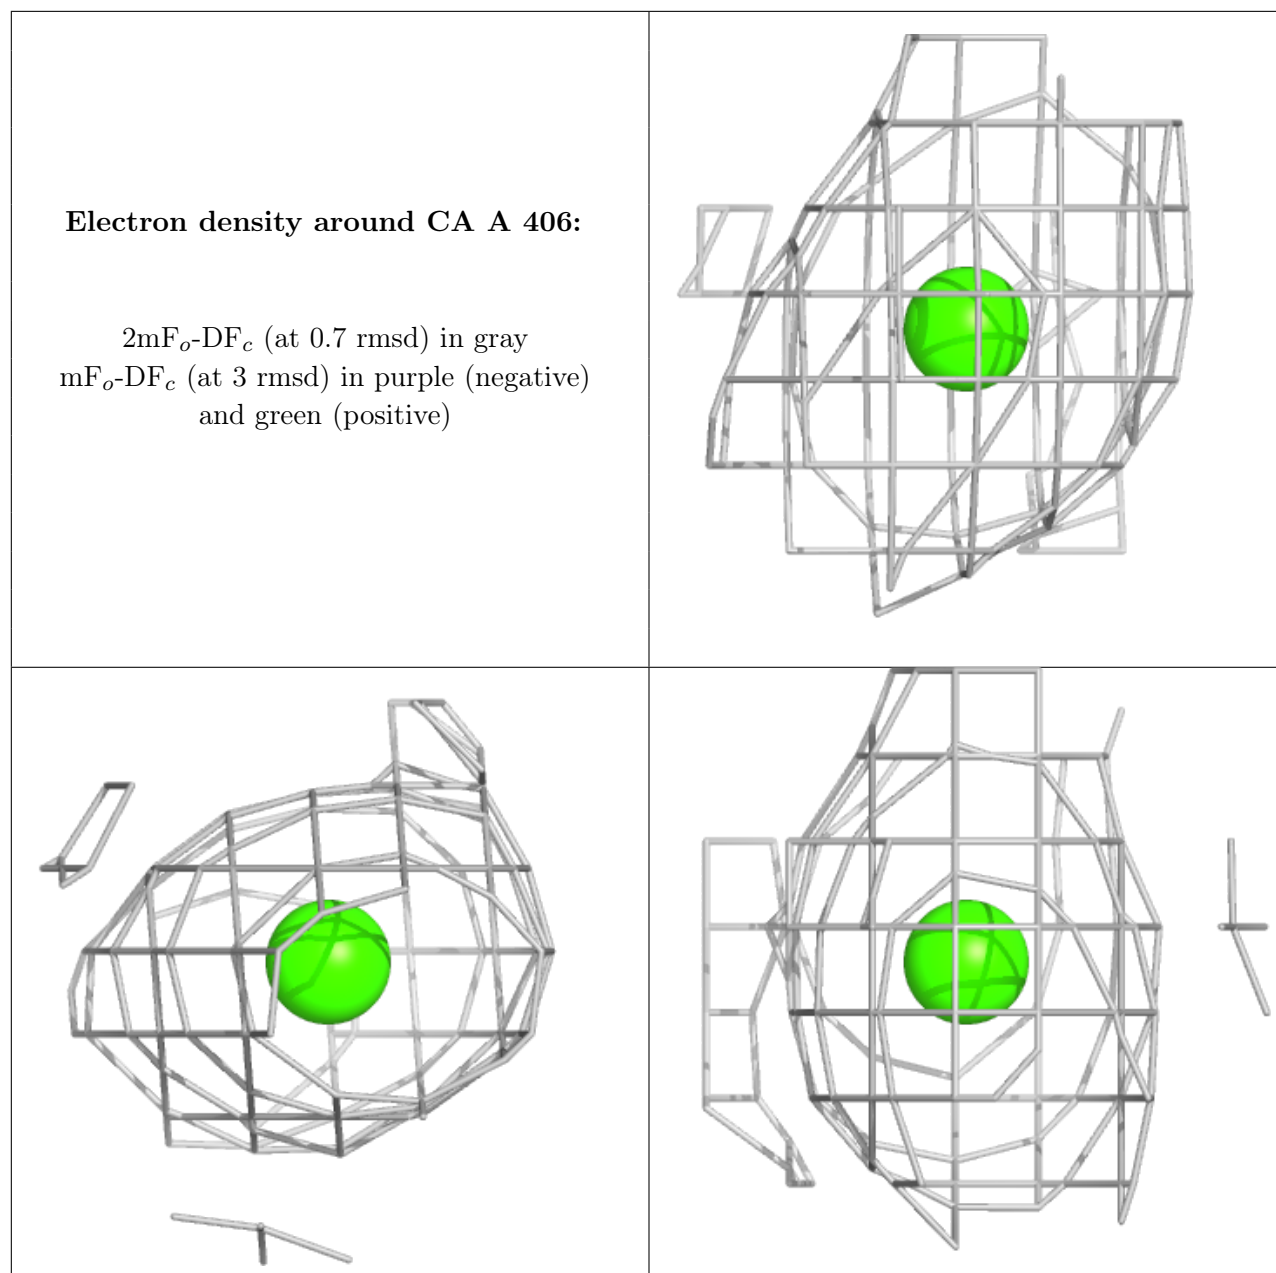 Electron density around CA A 406:
2mFo-DFc (at 0.7 rmsd) in gray
mFo-DFc (at 3 rmsd) in purple (negative)
and green (positive)